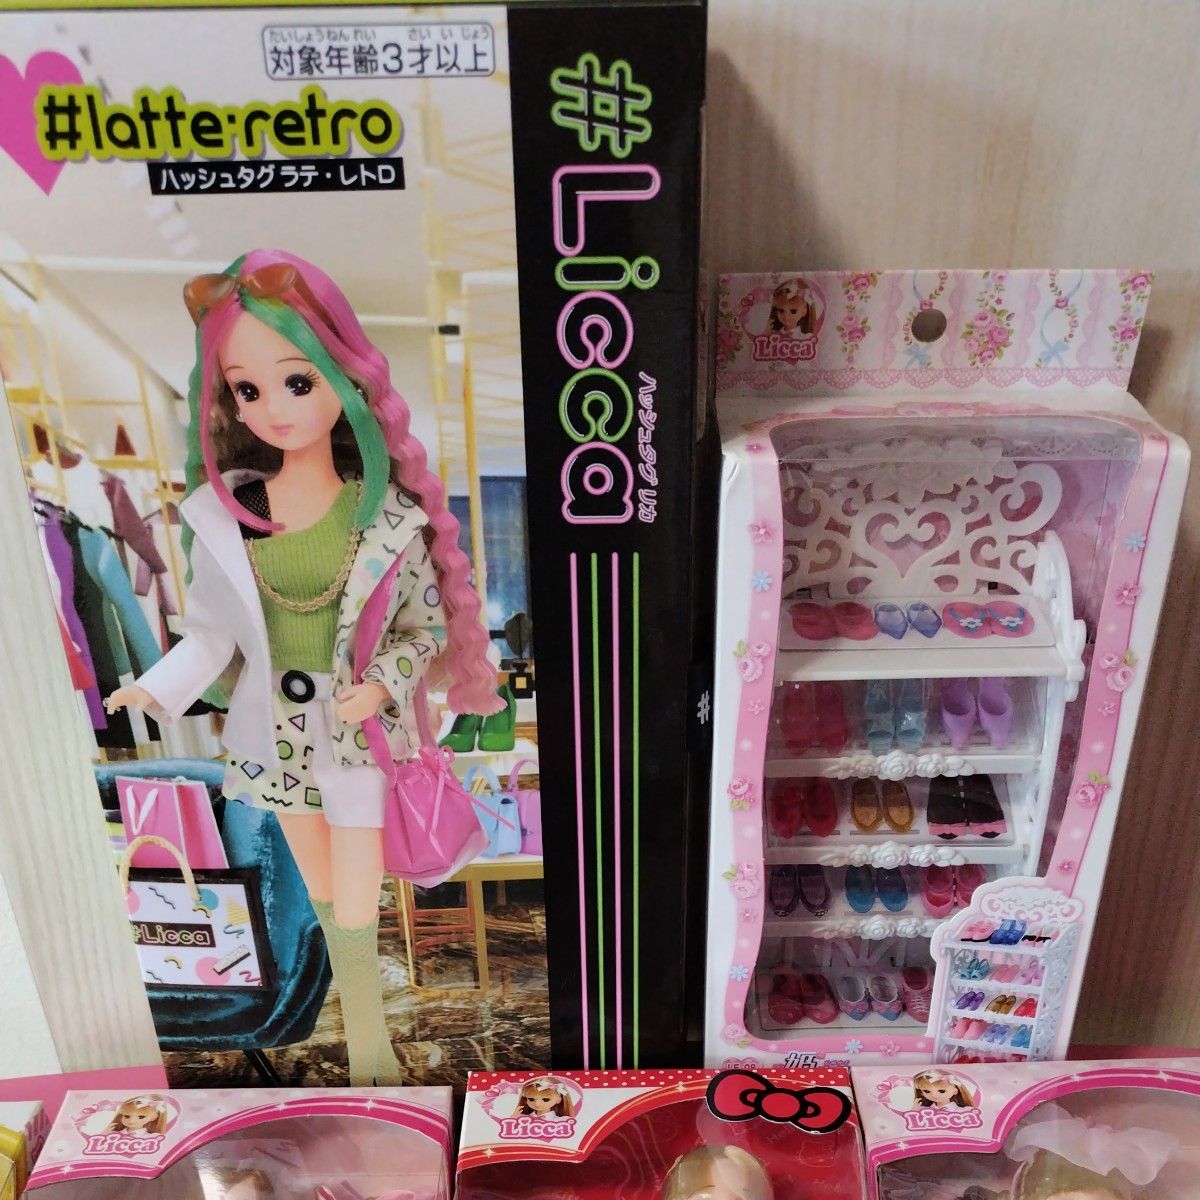 たいしょうねんれい さいいじょう
対象年齢3才以上
#latte・retro
ハッシュタグ ラテ・レトロ
#Licca
ハッシュタグ リカ
#
#Licca
Licca
LF-09
Licca
Licca
Licca